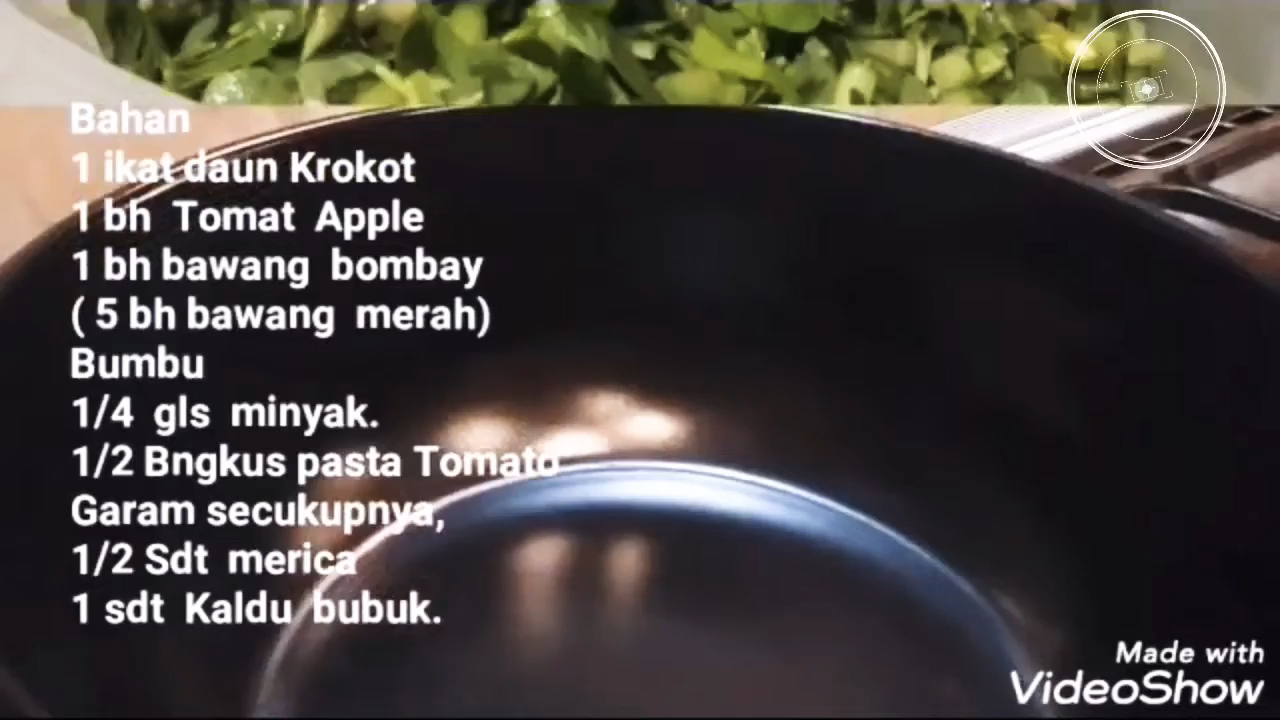 Bahan
1 ikat daun Krokot
1 bh Tomat Apple
1 bh bawang bombay
( 5 bh bawang merah)
Bumbu
1/4 gls minyak.
1/2 Bngkus pasta Tomato
Garam secukupnya,
1/2 Sdt merica
1 sdt Kaldu bubuk.
Made with
VideoShow